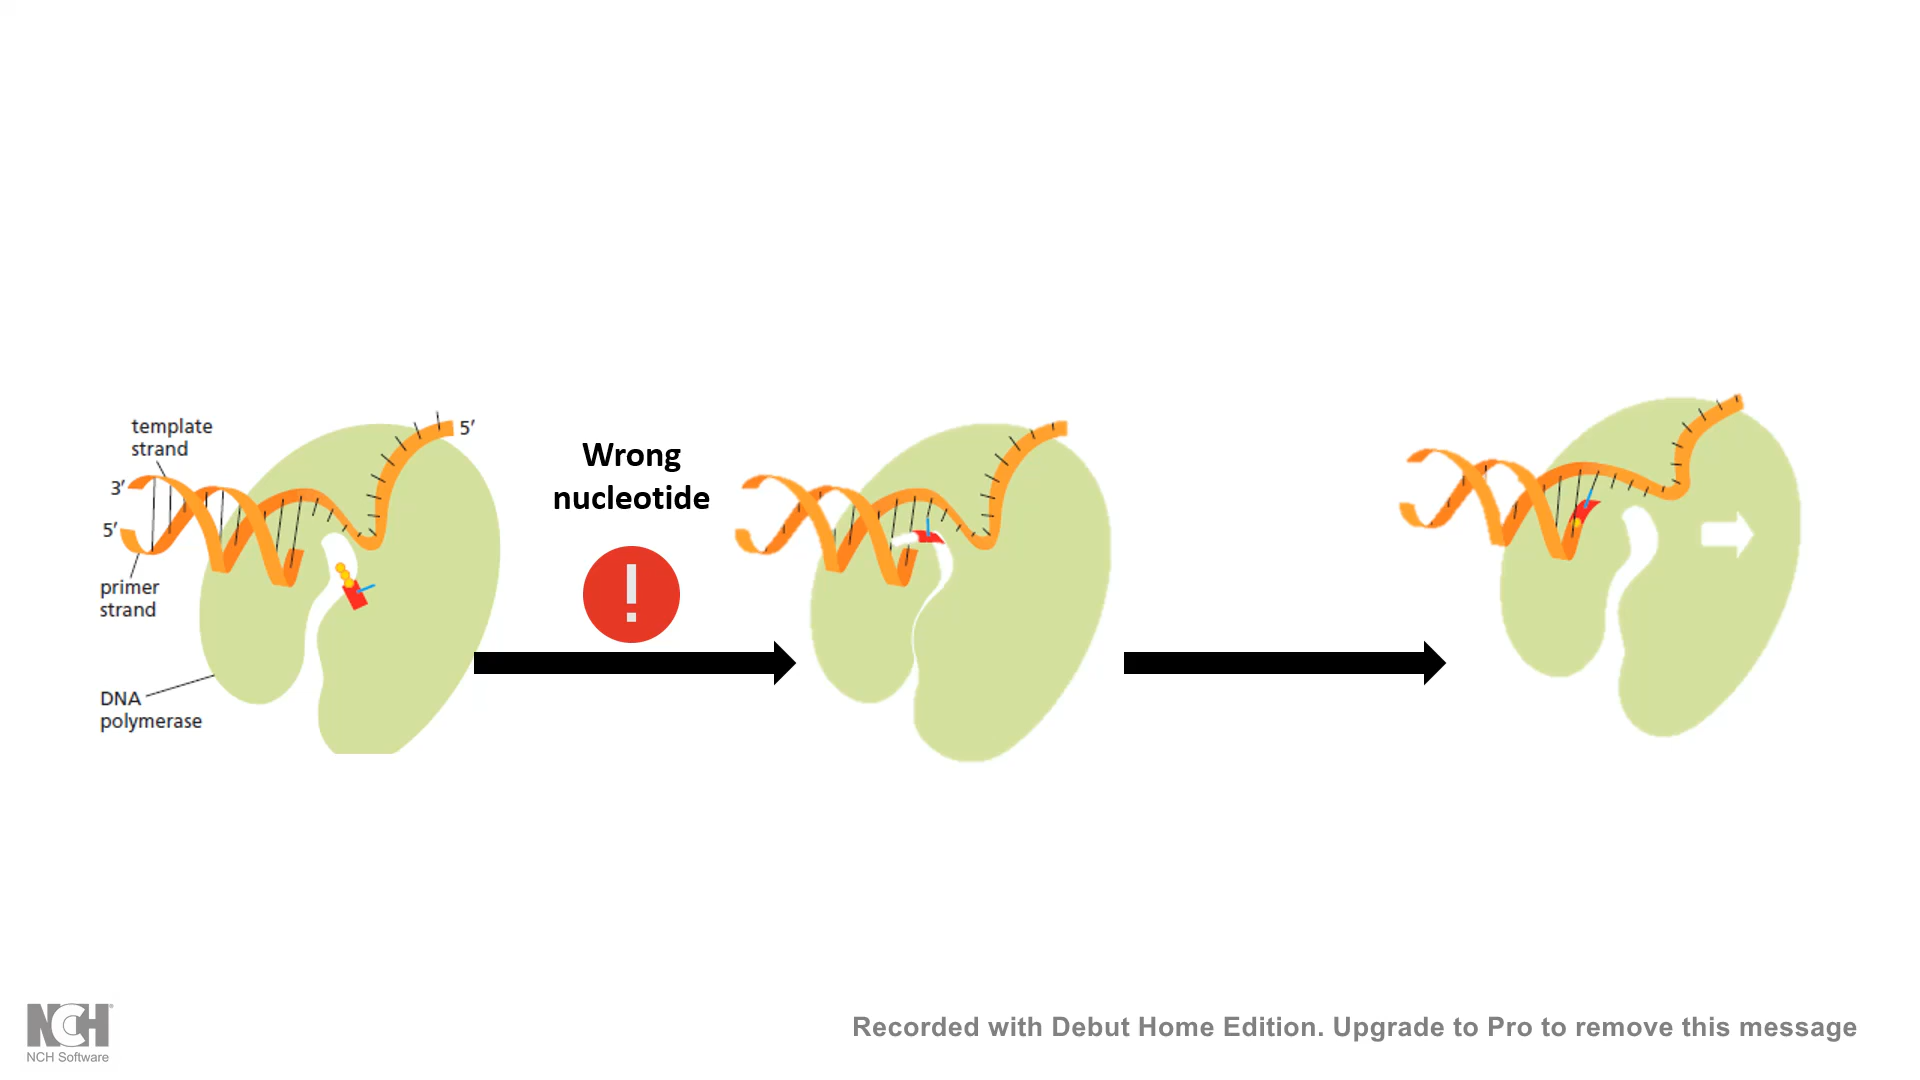 template
strand
3′
5′
5′
primer
strand
DNA
polymerase
Wrong
nucleotide
!
NCH
NCH Software
Recorded with Debut Home Edition. Upgrade to Pro to remove this message